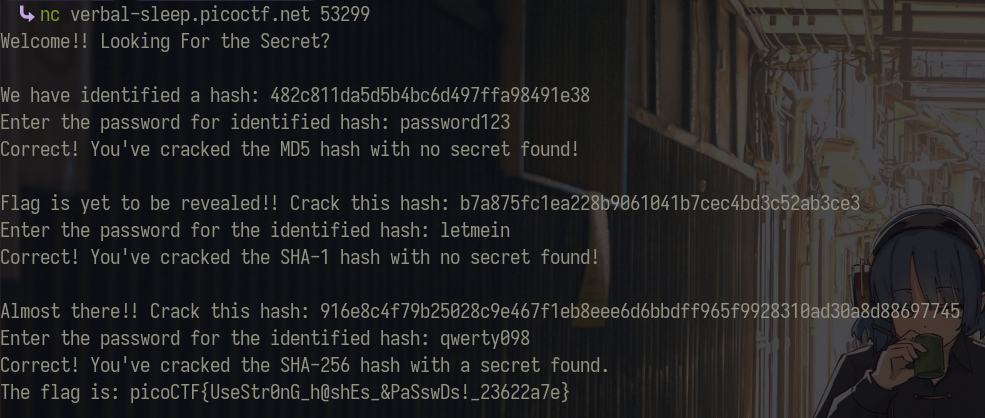 ↳ nc verbal-sleep.picoctf.net 53299
Welcome!! Looking For the Secret?
We have identified a hash: 482c811da5d5b4bc6d497ffa98491e38
Enter the password for identified hash: password123
Correct! You've cracked the MD5 hash with no secret found!
Flag is yet to be revealed!! Crack this hash: b7a875fc1ea228b9061041b7cec4bd3c52ab3ce3
Enter the password for the identified hash: letmein
Correct! You've cracked the SHA-1 hash with no secret found!
Almost there!! Crack this hash: 916e8c4f79b25028c9e467f1eb8eee6d6bbdff965f9928310ad30a8d88697745
Enter the password for the identified hash: qwerty098
Correct! You've cracked the SHA-256 hash with a secret found.
The flag is: picoCTF{UseStr0nG_h@shEs_&PaSswDs!_23622a7e}